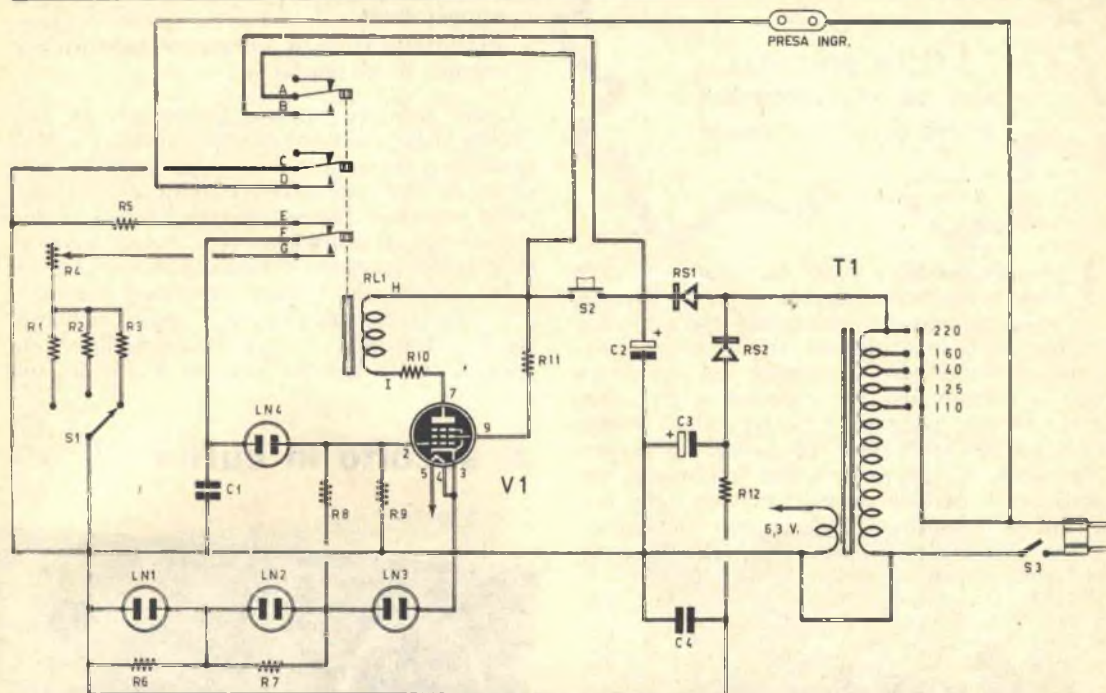 PRESA INGR.
A
B
C
D
E
F
G
R5
R4
RL1
H
R1
R2
R3
S1
R10
I
7
R11
S2
RS1
T1
C2
+
RS2
220
160
140
125
110
LN4
2
9
5
4
3
V1
C3
+
C1
R8
R9
R12
6,3 V.
S3
LN1
LN2
LN3
C4
R6
R7